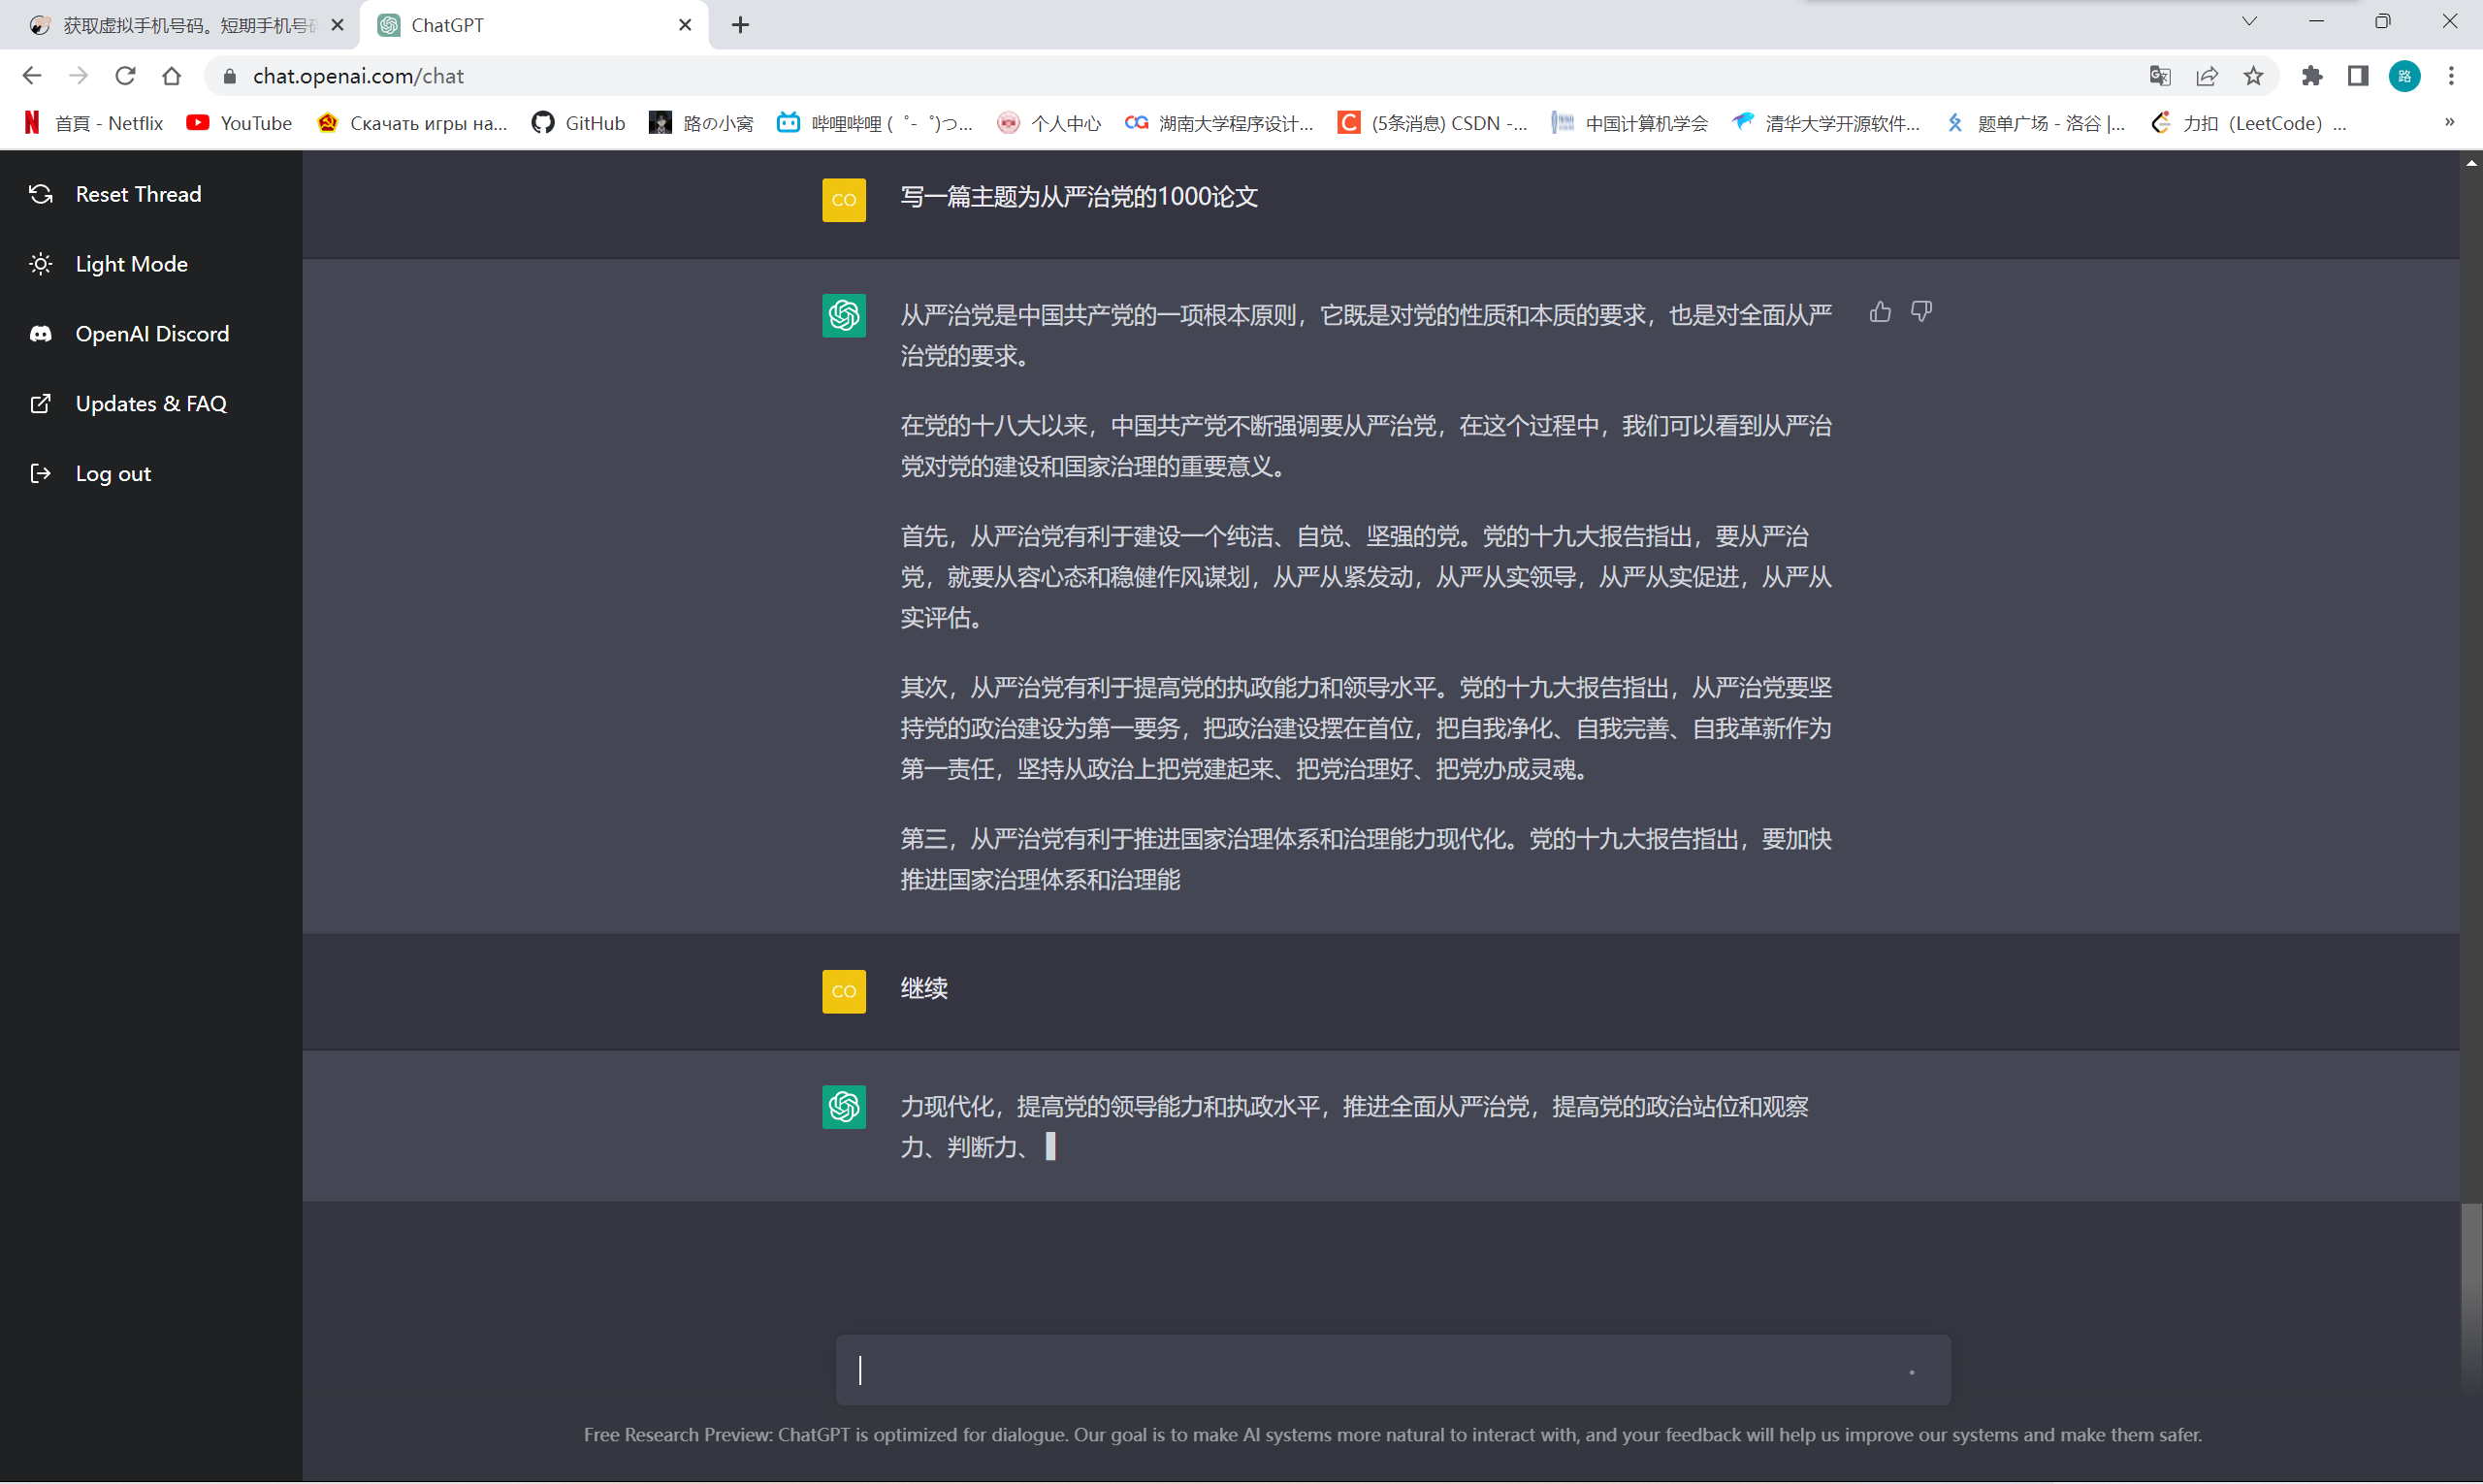 获取虚拟手机号码。短期手机号码
ChatGPT
chat.openai.com/chat
路
首頁 - Netflix
YouTube
Скачать игры на...
GitHub
路の小窝
哔哩哔哩 ( ゜- ゜)つ...
个人中心
CG
湖南大学程序设计...
C
(5条消息) CSDN -...
中国计算机学会
清华大学开源软件...
题单广场 - 洛谷 |...
力扣（LeetCode）...
»
Reset Thread
Light Mode
OpenAI Discord
Updates & FAQ
Log out
CO
写一篇主题为从严治党的1000论文
从严治党是中国共产党的一项根本原则，它既是对党的性质和本质的要求，也是对全面从严
治党的要求。
在党的十八大以来，中国共产党不断强调要从严治党，在这个过程中，我们可以看到从严治
党对党的建设和国家治理的重要意义。
首先，从严治党有利于建设一个纯洁、自觉、坚强的党。党的十九大报告指出，要从严治
党，就要从容心态和稳健作风谋划，从严从紧发动，从严从实领导，从严从实促进，从严从
实评估。
其次，从严治党有利于提高党的执政能力和领导水平。党的十九大报告指出，从严治党要坚
持党的政治建设为第一要务，把政治建设摆在首位，把自我净化、自我完善、自我革新作为
第一责任，坚持从政治上把党建起来、把党治理好、把党办成灵魂。
第三，从严治党有利于推进国家治理体系和治理能力现代化。党的十九大报告指出，要加快
推进国家治理体系和治理能
CO
继续
力现代化，提高党的领导能力和执政水平，推进全面从严治党，提高党的政治站位和观察
力、判断力、
Free Research Preview: ChatGPT is optimized for dialogue. Our goal is to make AI systems more natural to interact with, and your feedback will help us improve our systems and make them safer.